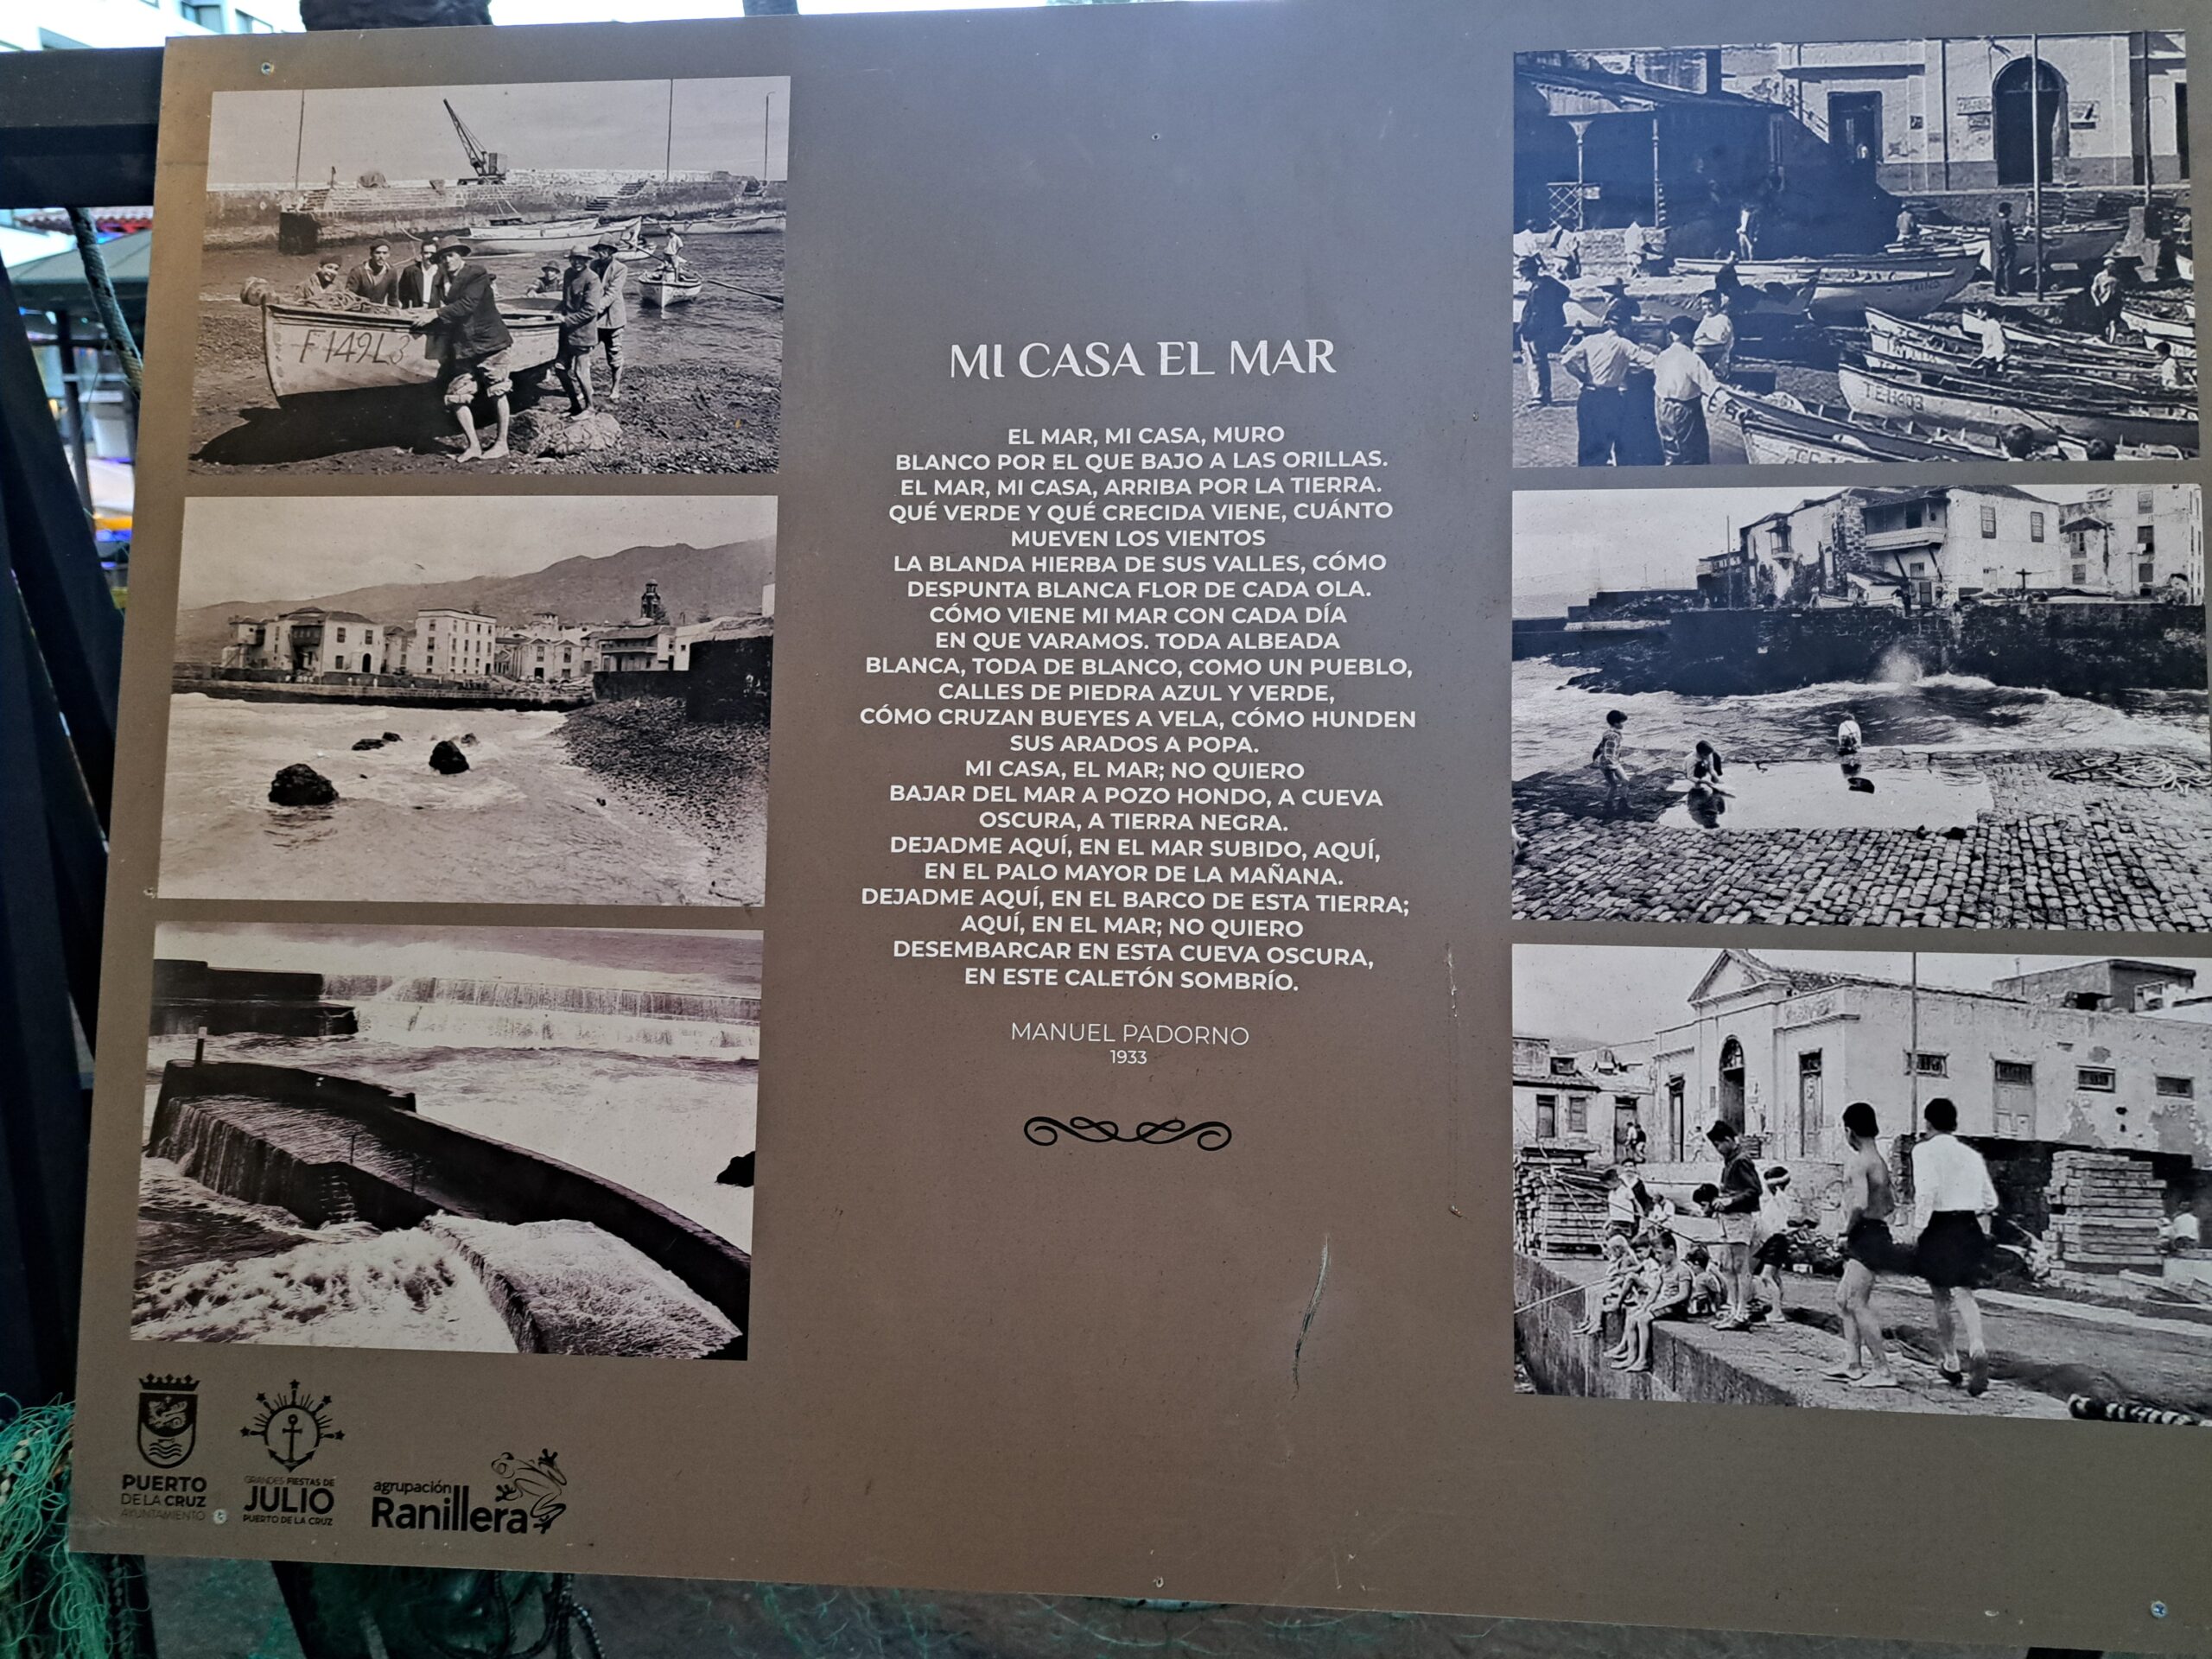 F149L3
MI CASA EL MAR
EL MAR, MI CASA, MURO
BLANCO POR EL QUE BAJO A LAS ORILLAS.
EL MAR, MI CASA, ARRIBA POR LA TIERRA.
QUÉ VERDE Y QUÉ CRECIDA VIENE, CUÁNTO
MUEVEN LOS VIENTOS
LA BLANDA HIERBA DE SUS VALLES, CÓMO
DESPUNTA BLANCA FLOR DE CADA OLA.
CÓMO VIENE MI MAR CON CADA DÍA
EN QUE VARAMOS. TODA ALBEADA
BLANCA, TODA DE BLANCO, COMO UN PUEBLO,
CALLES DE PIEDRA AZUL Y VERDE,
CÓMO CRUZAN BUEYES A VELA, CÓMO HUNDEN
SUS ARADOS A POPA.
MI CASA, EL MAR; NO QUIERO
BAJAR DEL MAR A POZO HONDO, A CUEVA
OSCURA, A TIERRA NEGRA.
DEJADME AQUÍ, EN EL MAR SUBIDO, AQUÍ,
EN EL PALO MAYOR DE LA MAÑANA.
DEJADME AQUÍ, EN EL BARCO DE ESTA TIERRA;
AQUÍ, EN EL MAR; NO QUIERO
DESEMBARCAR EN ESTA CUEVA OSCURA,
EN ESTE CALETÓN SOMBRÍO.
MANUEL PADORNO
1933
PUERTO
DE LA CRUZ
AYUNTAMIENTO
GRANDES FIESTAS DE
JULIO
PUERTO DE LA CRUZ
agrupación
Ranillera